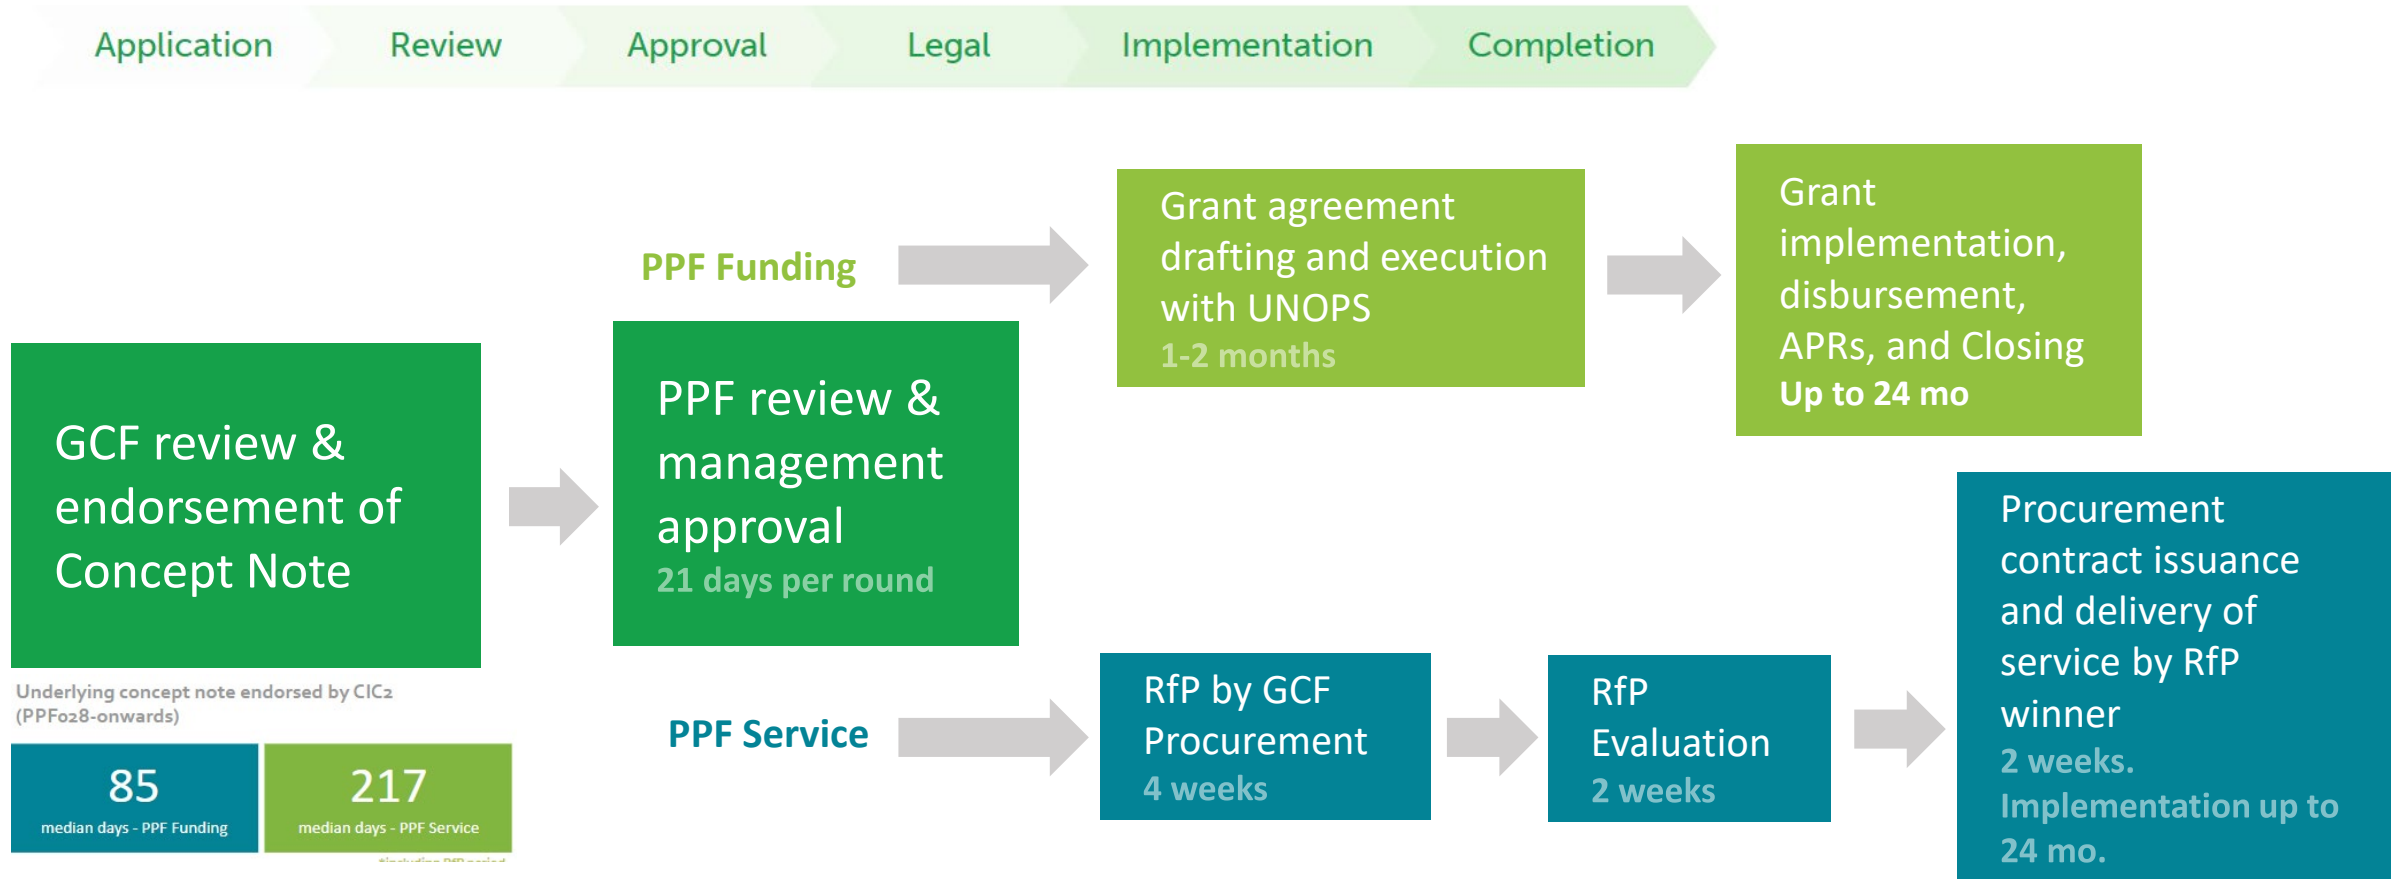 Application
Review
Approval
Legal
Implementation
Completion
GCF review &
endorsement of
Concept Note
PPF review &
management
approval
21 days per round
PPF Funding
Grant agreement
drafting and execution
with UNOPS
1-2 months
Grant
implementation,
disbursement,
APRs, and Closing
Up to 24 mo
PPF Service
RfP by GCF
Procurement
4 weeks
RfP
Evaluation
2 weeks
Procurement
contract issuance
and delivery of
service by RfP
winner
2 weeks.
Implementation up to
24 mo.
Underlying concept note endorsed by CIC2
(PPF028-onwards)
85
median days - PPF Funding
217
median days - PPF Service
*including RfP period